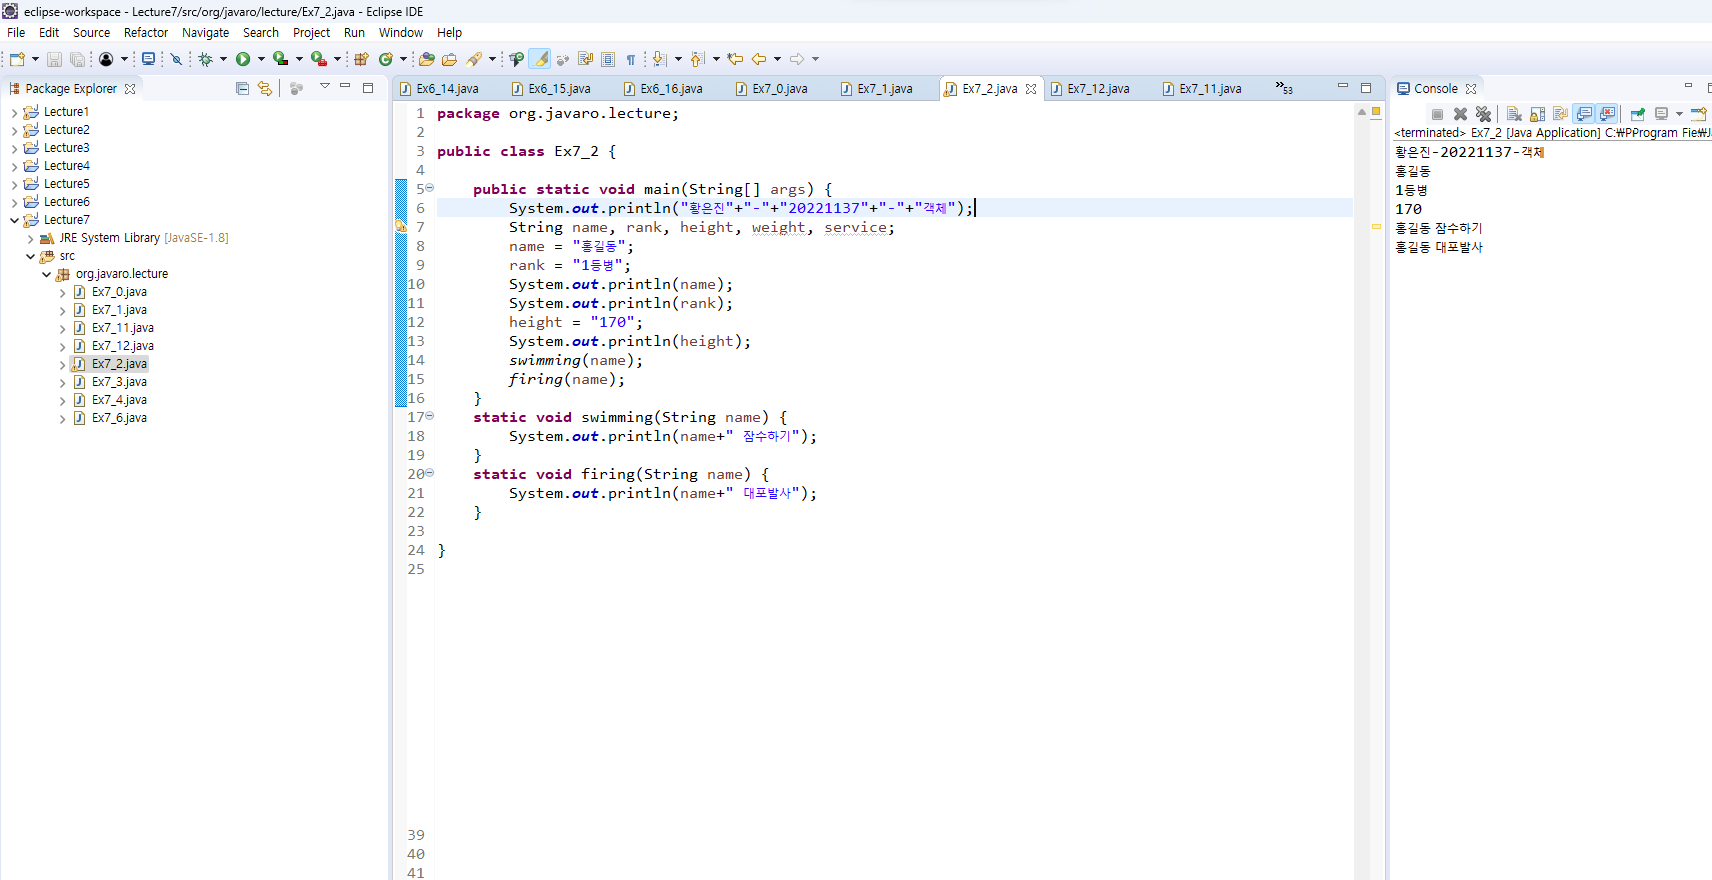 eclipse-workspace - Lecture7/src/org/javaro/lecture/Ex7_2.java - Eclipse IDE
File Edit Source Refactor Navigate Search Project Run Window Help
Package Explorer
Lecture1
Lecture2
Lecture3
Lecture4
Lecture5
Lecture6
Lecture7
JRE System Library [JavaSE-1.8]
src
org.javaro.lecture
Ex7_0.java
Ex7_1.java
Ex7_11.java
Ex7_12.java
Ex7_2.java
Ex7_3.java
Ex7_4.java
Ex7_6.java
Ex6_14.java Ex6_15.java Ex6_16.java Ex7_0.java Ex7_1.java Ex7_2.java Ex7_12.java Ex7_11.java »53
1 package org.javaro.lecture;
2
3 public class Ex7_2 {
4
5 public static void main(String[] args) {
6 System.out.println("황은진"+"-"+"20221137"+"-"+"객체");
7 String name, rank, height, weight, service;
8 name = "홍길동";
9 rank = "1등병";
10 System.out.println(name);
11 System.out.println(rank);
12 height = "170";
13 System.out.println(height);
14 swimming(name);
15 firing(name);
16 }
17 static void swimming(String name) {
18 System.out.println(name+" 잠수하기");
19 }
20 static void firing(String name) {
21 System.out.println(name+" 대포발사");
22 }
23
24 }
25
39
40
41
Console
<terminated> Ex7_2 [Java Application] C:₩PProgram Fie₩J
황은진-20221137-객체
홍길동
1등병
170
홍길동 잠수하기
홍길동 대포발사